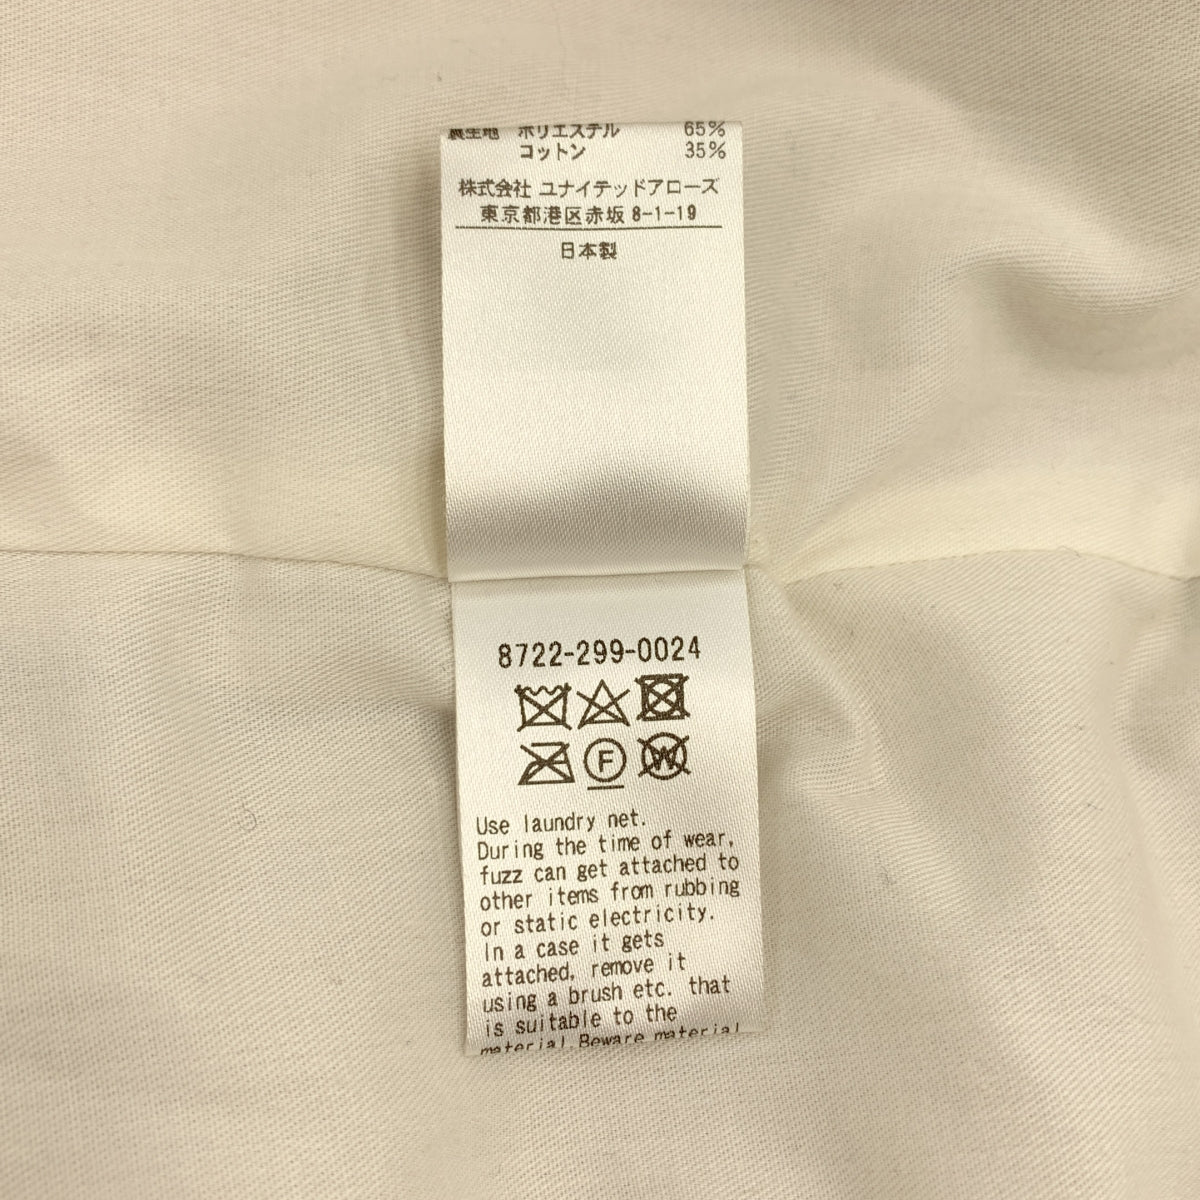 裏生地 ポリエステル 65%
コットン 35%
株式会社 ユナイテッドアローズ
東京都港区赤坂 8-1-19
日本製
8722-299-0024
F
W
Use laundry net.
During the time of wear,
fuzz can get attached to
other items from rubbing
or static electricity.
In a case it gets
attached, remove it
using a brush etc. that
is suitable to the
material. Beware material